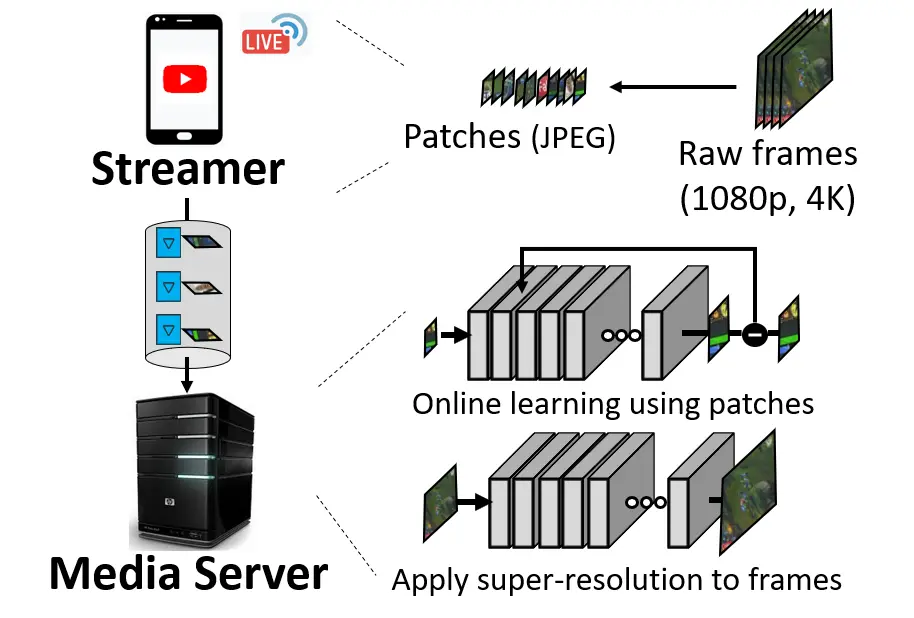 LIVE
Streamer
Patches (JPEG)
Raw frames
(1080p, 4K)
Online learning using patches
Media Server
Apply super-resolution to frames